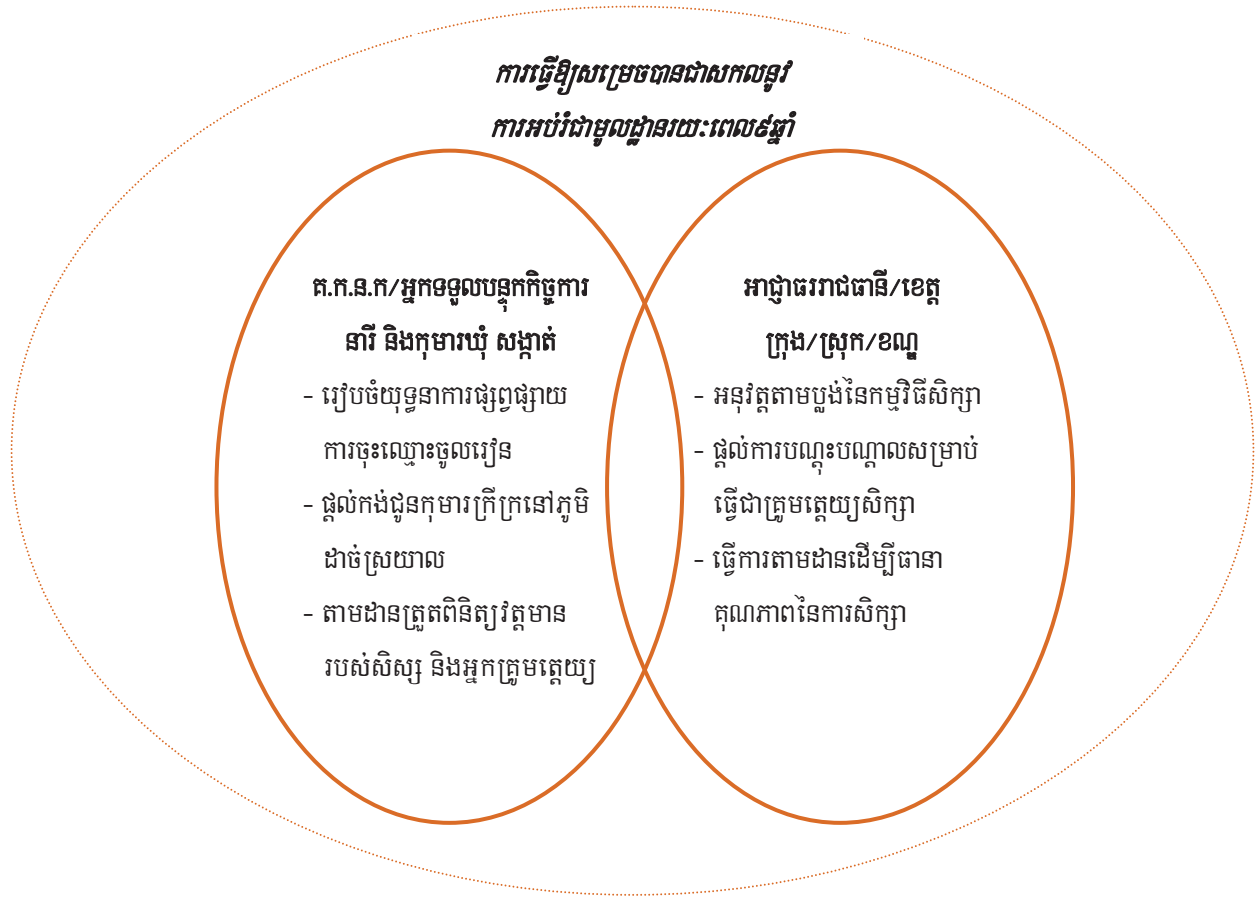 ការធ្វើឱ្យសម្រេចបានជាសកលនូវ
ការអប់រំជាមូលដ្ឋានរយៈពេល៩ឆ្នាំ
គ.ក.ន.ក/អ្នកទទួលបន្ទុកកិច្ចការ
នារី និងកុមារឃុំ សង្កាត់
- រៀបចំយុទ្ធនាការផ្សព្វផ្សាយ
ការចុះឈ្មោះចូលរៀន
- ផ្តល់កង់ជូនកុមារក្រីក្រនៅភូមិ
ដាច់ស្រយាល
- តាមដានត្រួតពិនិត្យវត្តមាន
របស់សិស្ស និងអ្នកគ្រូមត្តេយ្យ
អាជ្ញាធររាជធានី/ខេត្ត
ក្រុង/ស្រុក/ខណ្ឌ
- អនុវត្តតាមប្លង់នៃកម្មវិធីសិក្សា
- ផ្តល់ការបណ្តុះបណ្តាលសម្រាប់
ធ្វើជាគ្រូមត្តេយ្យសិក្សា
- ធ្វើការតាមដានដើម្បីធានា
គុណភាពនៃការសិក្សា